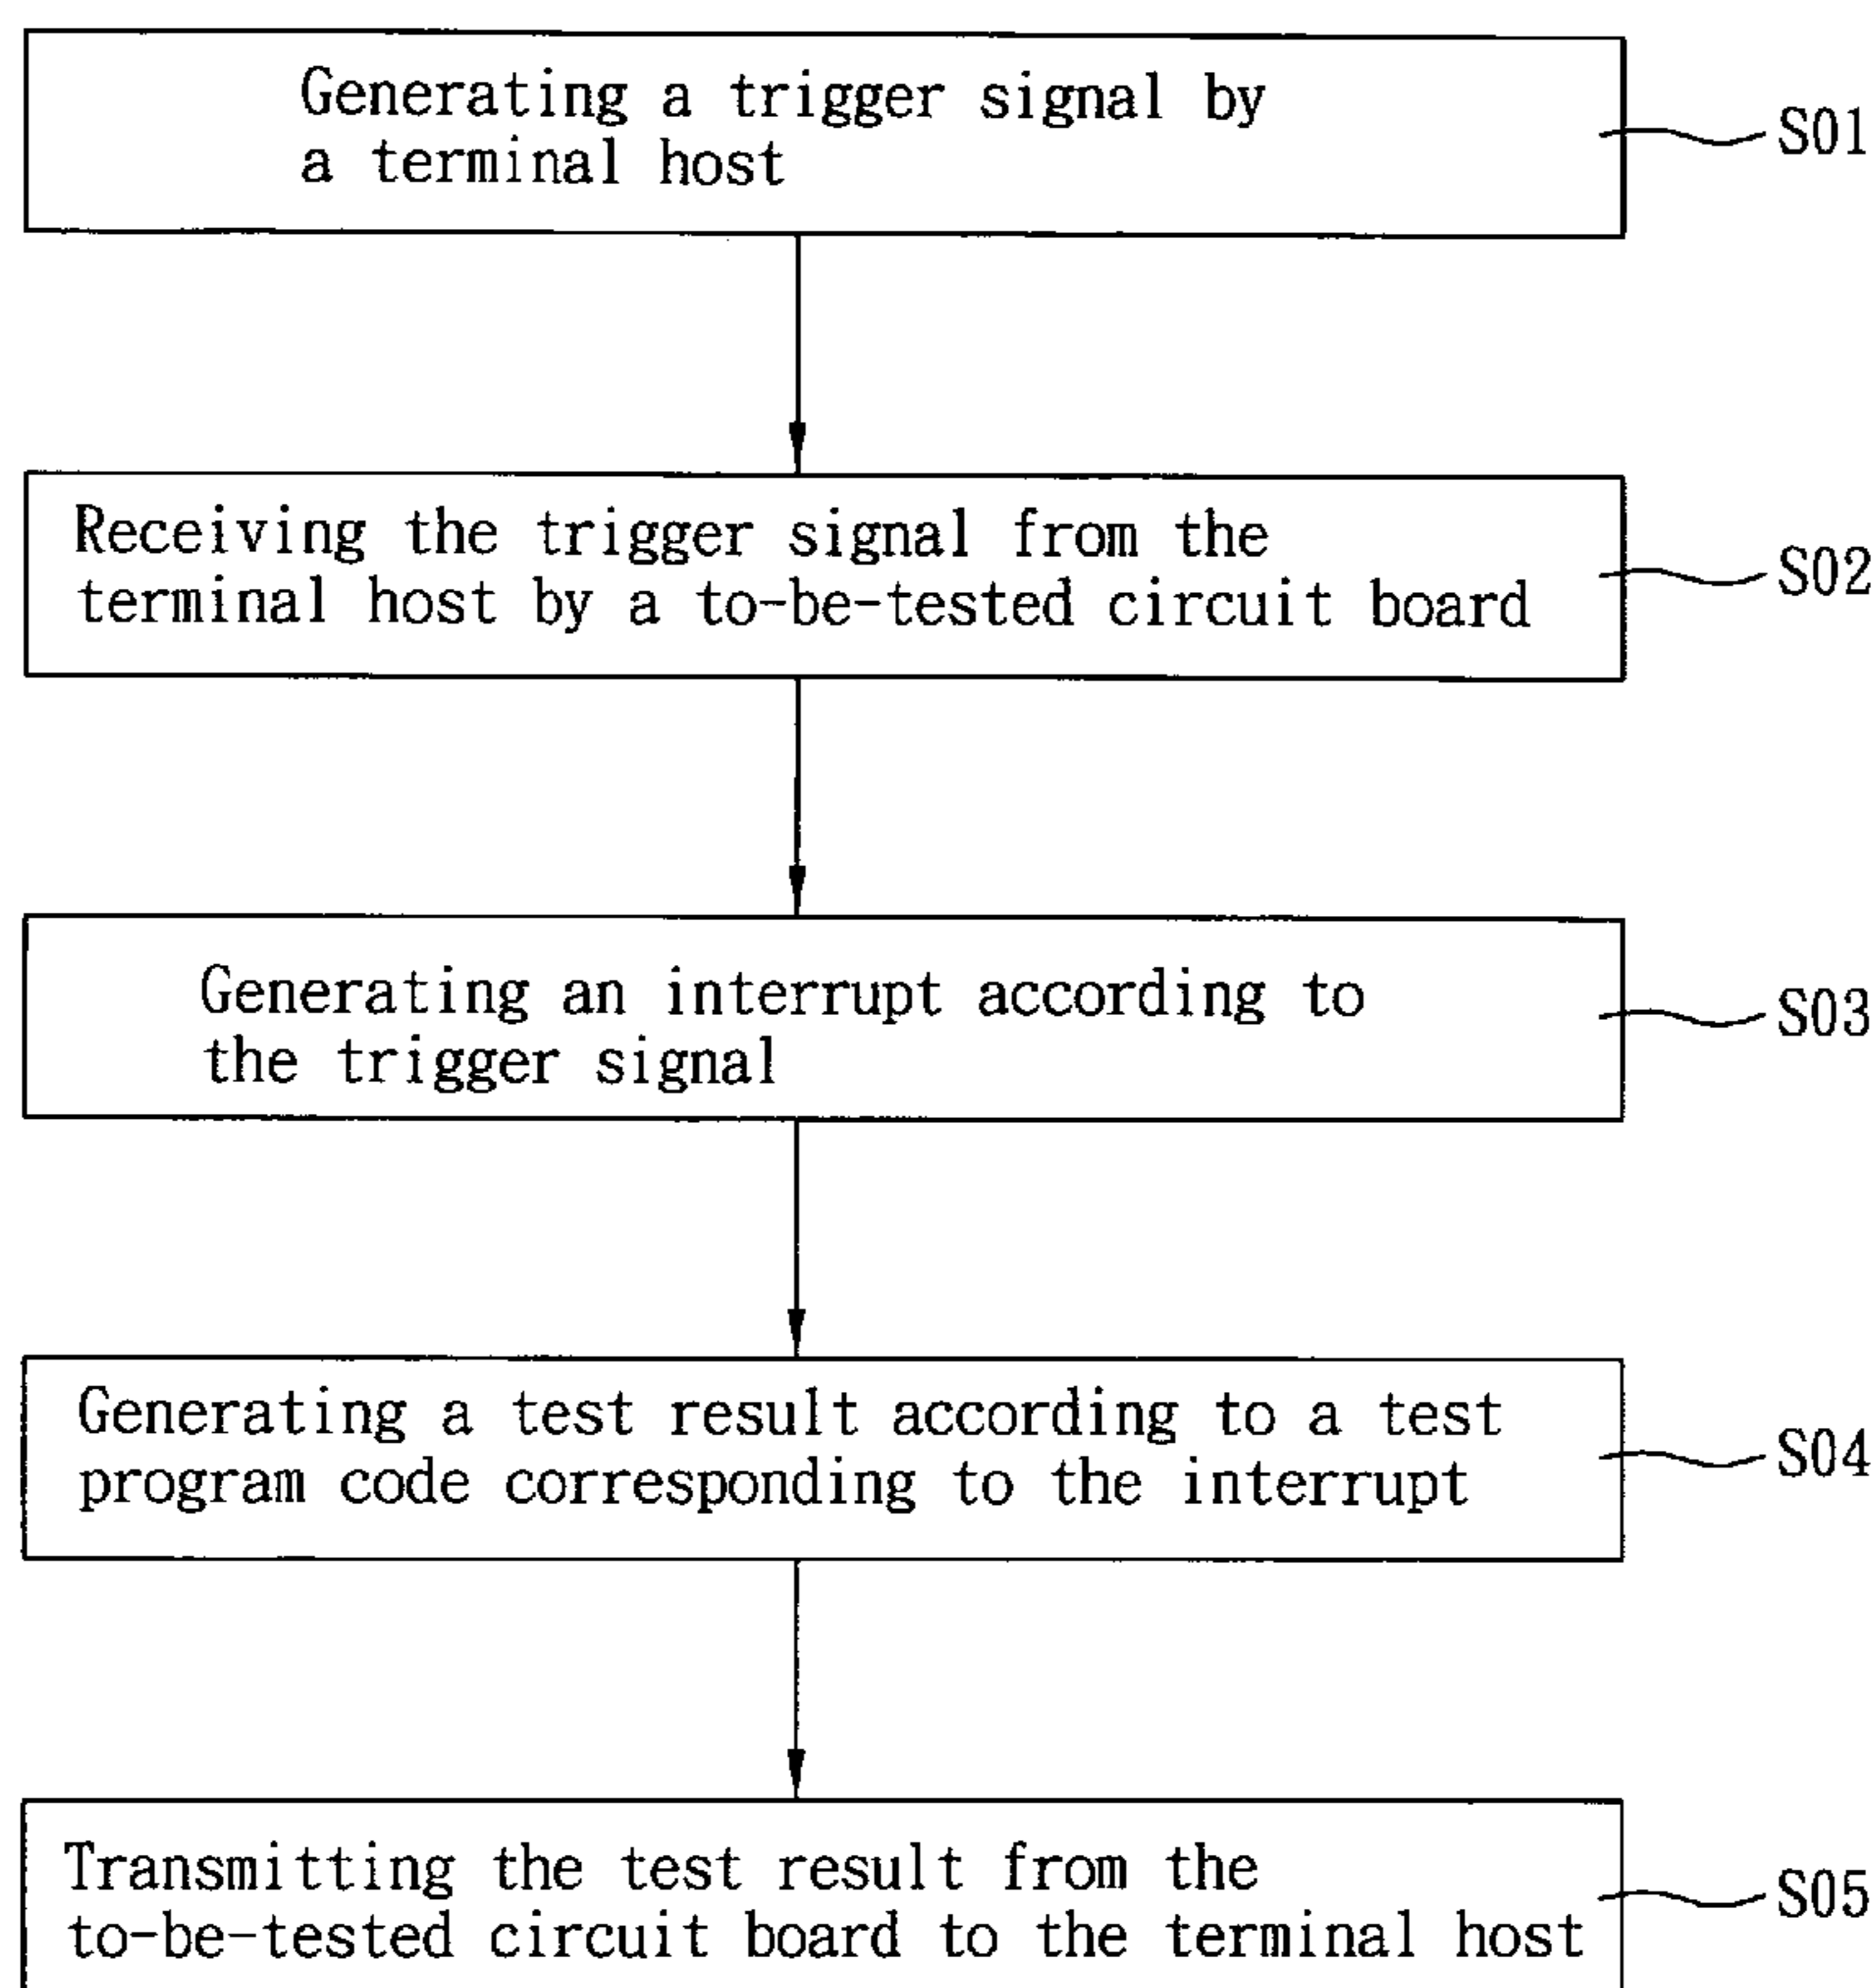 Generating a trigger signal by
a terminal host
S01
Receiving the trigger signal from the
terminal host by a to-be-tested circuit board
S02
Generating an interrupt according to
the trigger signal
S03
Generating a test result according to a test
program code corresponding to the interrupt
S04
Transmitting the test result from the
to-be-tested circuit board to the terminal host
S05